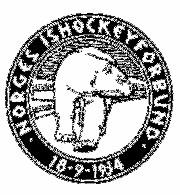 · NORGES ISHOCKEYFORBUND ·
18-9-1934